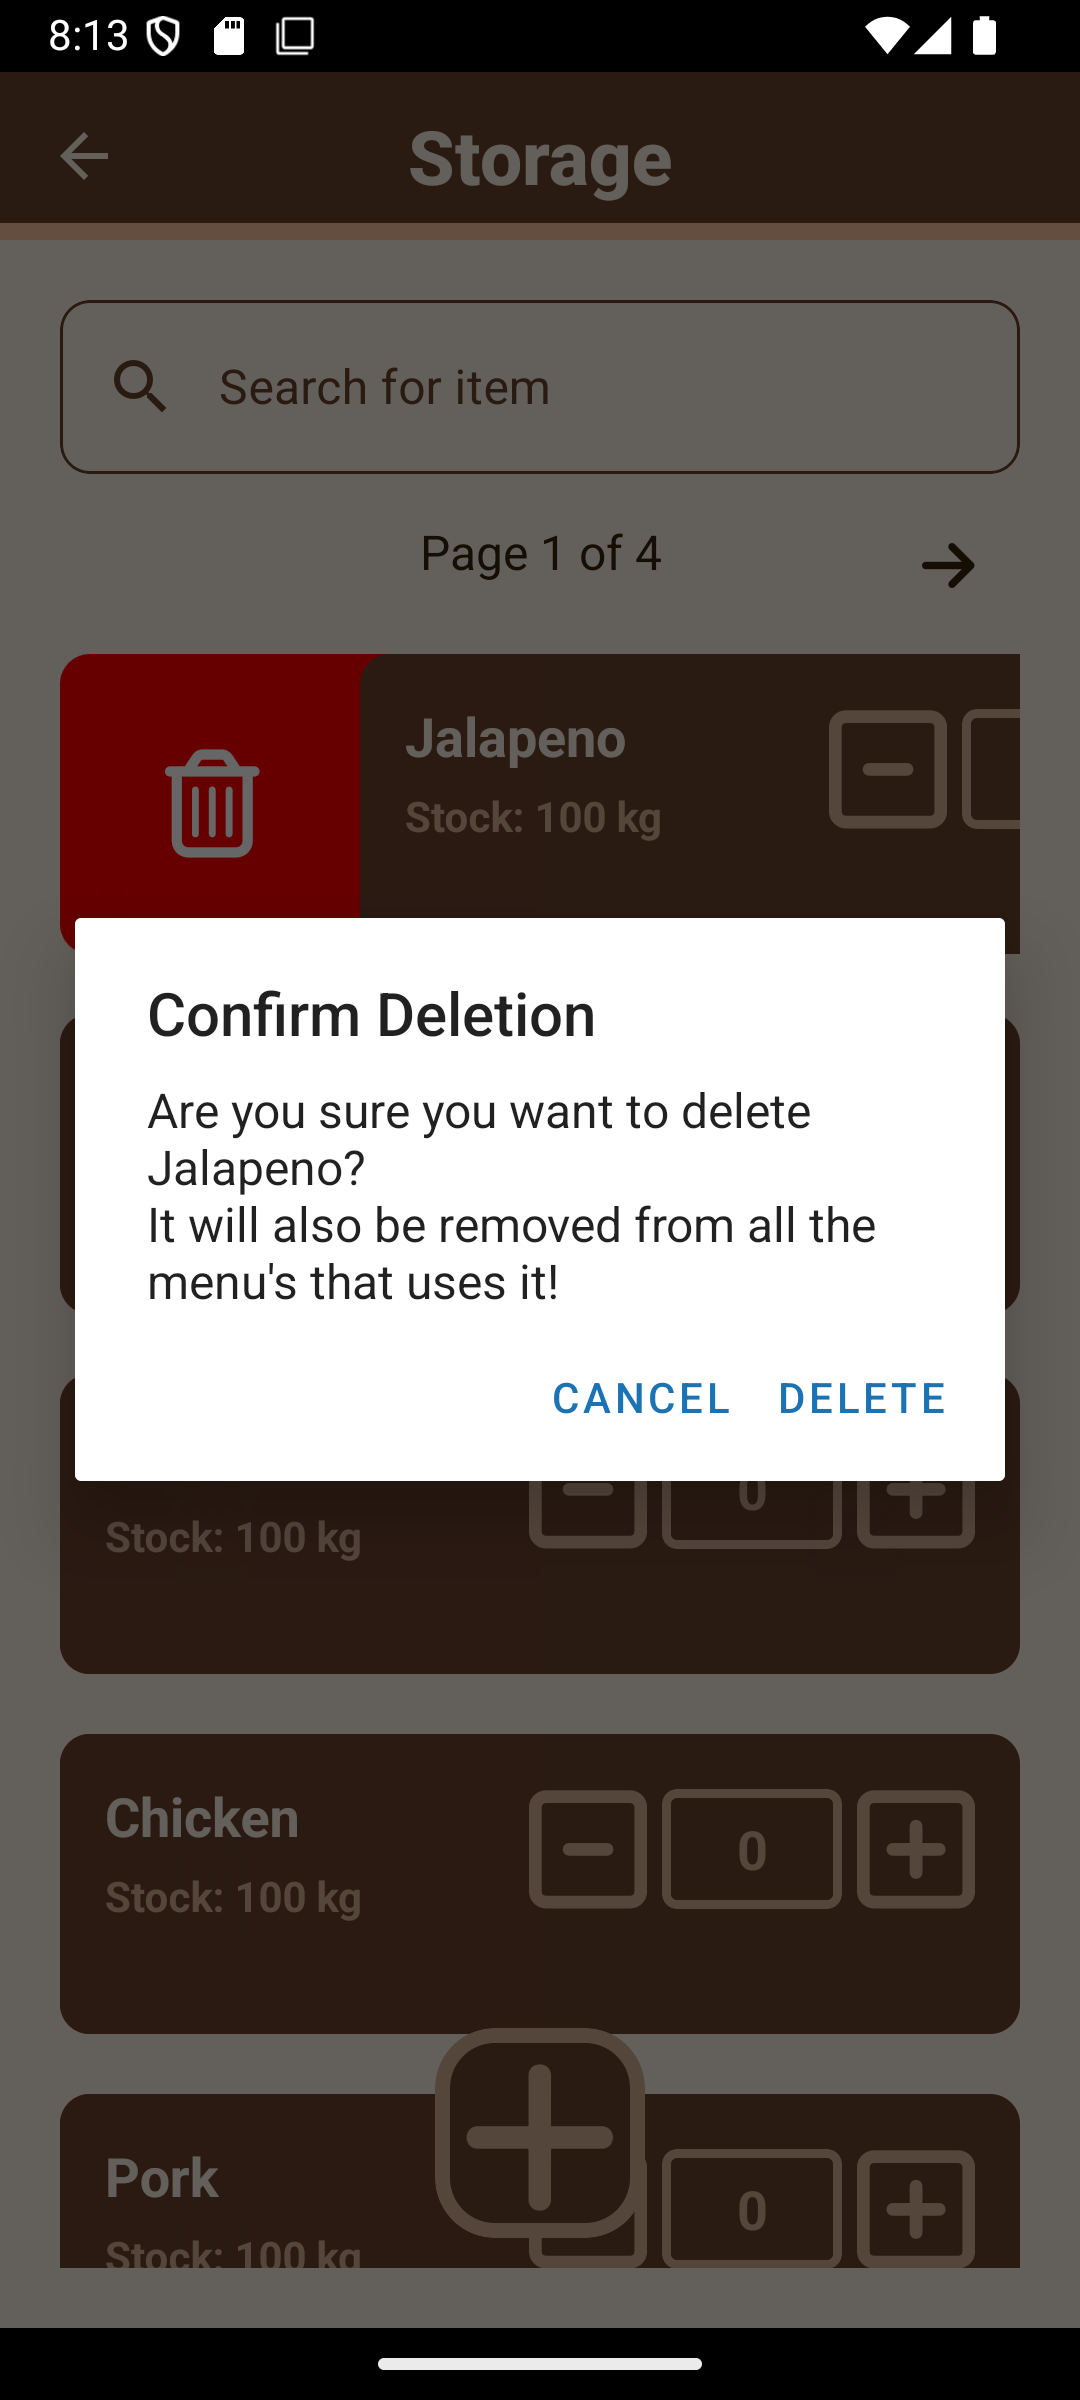 8:13
Storage
Search for item
Page 1 of 4
Jalapeno
Stock: 100 kg
Confirm Deletion
Are you sure you want to delete
Jalapeno?
It will also be removed from all the
menu's that uses it!
CANCEL DELETE
0
Stock: 100 kg
Chicken
0
Stock: 100 kg
Pork
0
Stock: 100 kg